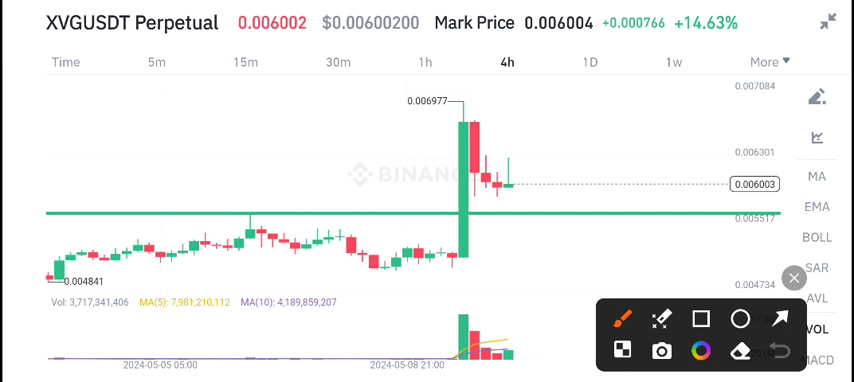 XVGUSDT Perpetual 0.006002 $0.00600200 Mark Price 0.006004 +0.000766 +14.63%
Time 5m 15m 30m 1h 4h 1D 1w More
0.007084
0.006977
0.006301
BINANC
0.006003
MA
0.005517
EMA
BOLL
SAR
0.004841
0.004734
AVL
Vol: 3,717,341,406 MA(5): 7,981,210,112 MA(10): 4,189,859,207
VOL
MACD
2024-05-05 05:00 2024-05-08 21:00